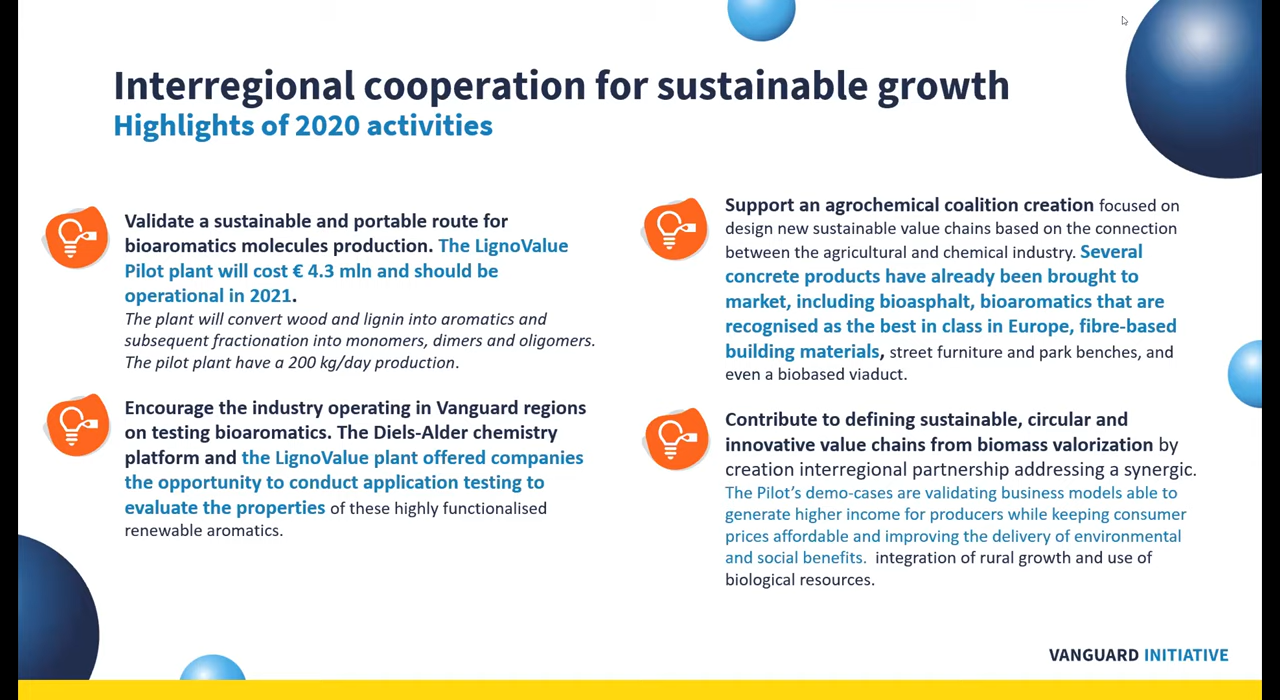 Interregional cooperation for sustainable growth
Highlights of 2020 activities
Validate a sustainable and portable route for
bioaromatics molecules production. The LignoValue
Pilot plant will cost € 4.3 mln and should be
operational in 2021.
The plant will convert wood and lignin into aromatics and
subsequent fractionation into monomers, dimers and oligomers.
The pilot plant have a 200 kg/day production.
Encourage the industry operating in Vanguard regions
on testing bioaromatics. The Diels-Alder chemistry
platform and the LignoValue plant offered companies
the opportunity to conduct application testing to
evaluate the properties of these highly functionalised
renewable aromatics.
Support an agrochemical coalition creation focused on
design new sustainable value chains based on the connection
between the agricultural and chemical industry. Several
concrete products have already been brought to
market, including bioasphalt, bioaromatics that are
recognised as the best in class in Europe, fibre-based
building materials, street furniture and park benches, and
even a biobased viaduct.
Contribute to defining sustainable, circular and
innovative value chains from biomass valorization by
creation interregional partnership addressing a synergic.
The Pilot's demo-cases are validating business models able to
generate higher income for producers while keeping consumer
prices affordable and improving the delivery of environmental
and social benefits. integration of rural growth and use of
biological resources.
VANGUARD INITIATIVE